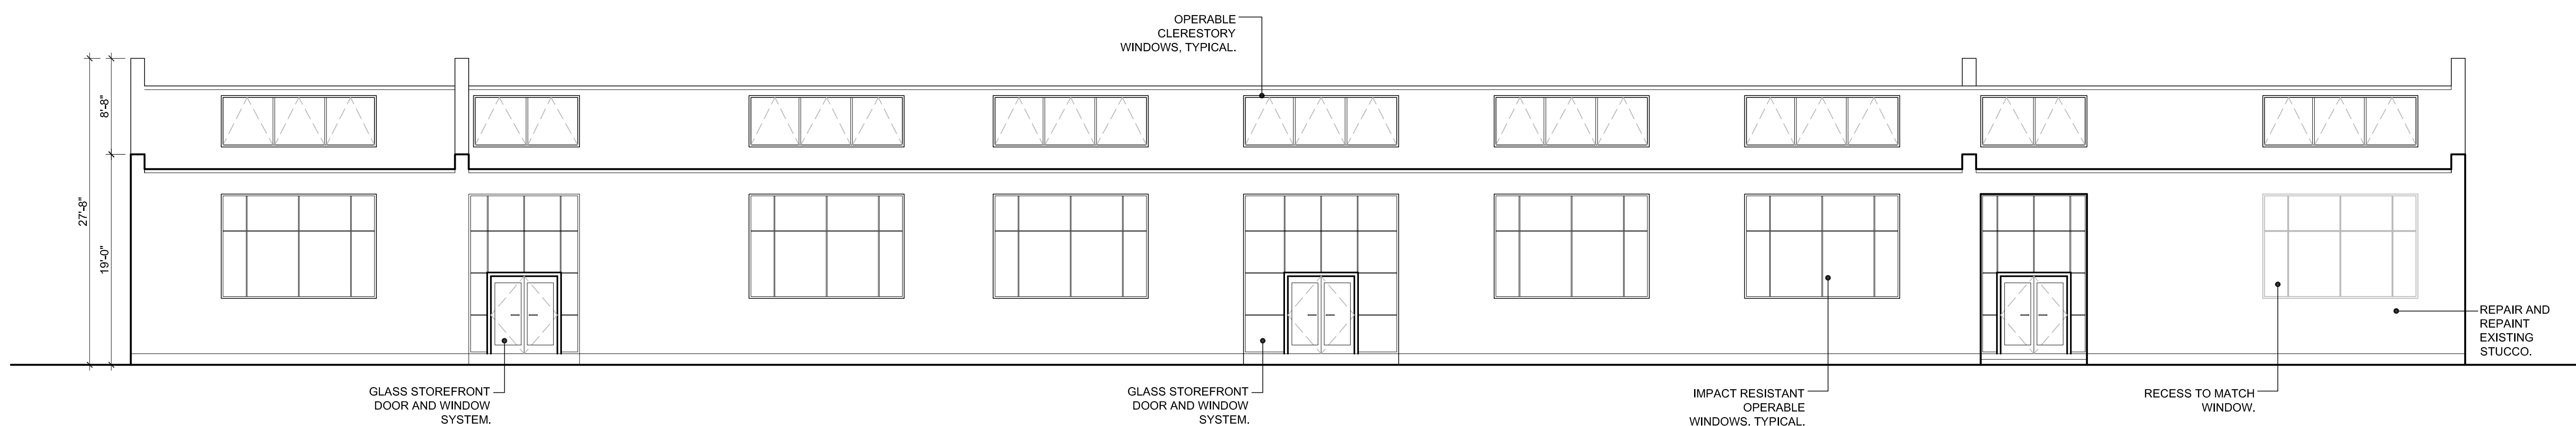 OPERABLE
CLERESTORY
WINDOWS, TYPICAL.
8'-8"
27'-8"
19'-0"
REPAIR AND
REPAINT
EXISTING
STUCCO.
GLASS STOREFRONT
DOOR AND WINDOW
SYSTEM.
GLASS STOREFRONT
DOOR AND WINDOW
SYSTEM.
IMPACT RESISTANT
OPERABLE
WINDOWS. TYPICAL.
RECESS TO MATCH
WINDOW.